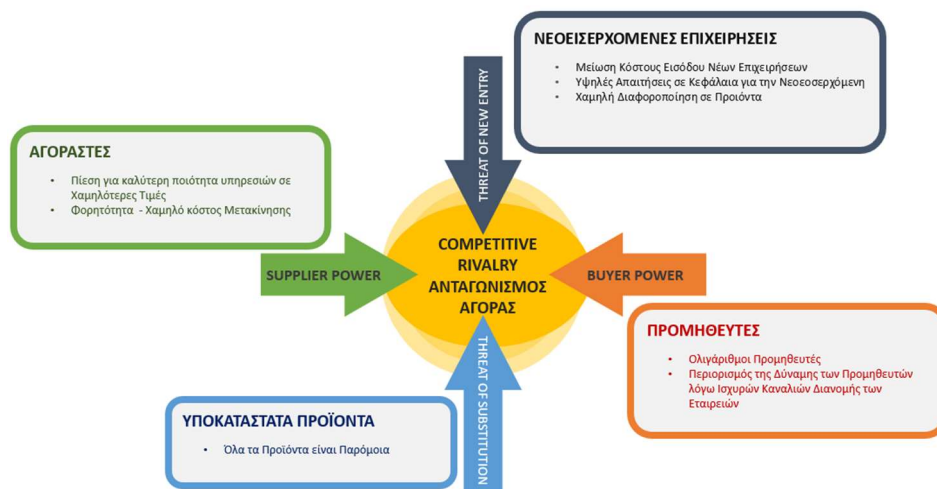 ΝΕΟΕΙΣΕΡΧΟΜΕΝΕΣ ΕΠΙΧΕΙΡΗΣΕΙΣ
• Μείωση Κόστους Εισόδου Νέων Επιχειρήσεων
• Υψηλές Απαιτήσεις σε Κεφάλαια για την Νεοεοσερχόμενη
• Χαμηλή Διαφοροποίηση σε Προιόντα
THREAT OF NEW ENTRY
ΑΓΟΡΑΣΤΕΣ
• Πίεση για καλύτερη ποιότητα υπηρεσιών σε
Χαμηλότερες Τιμές
• Φορητότητα - Χαμηλό κόστος Μετακίνησης
SUPPLIER POWER
COMPETITIVE
RIVALRY
ΑΝΤΑΓΩΝΙΣΜΟΣ
ΑΓΟΡΑΣ
BUYER POWER
ΠΡΟΜΗΘΕΥΤΕΣ
• Ολιγάριθμοι Προμηθευτές
• Περιορισμός της Δύναμης των Προμηθευτών
λόγω Ισχυρών Καναλιών Διανομής των
Εταιρειών
THREAT OF SUBSTITUTION
ΥΠΟΚΑΤΑΣΤΑΤΑ ΠΡΟΪΟΝΤΑ
• Όλα τα Προϊόντα είναι Παρόμοια